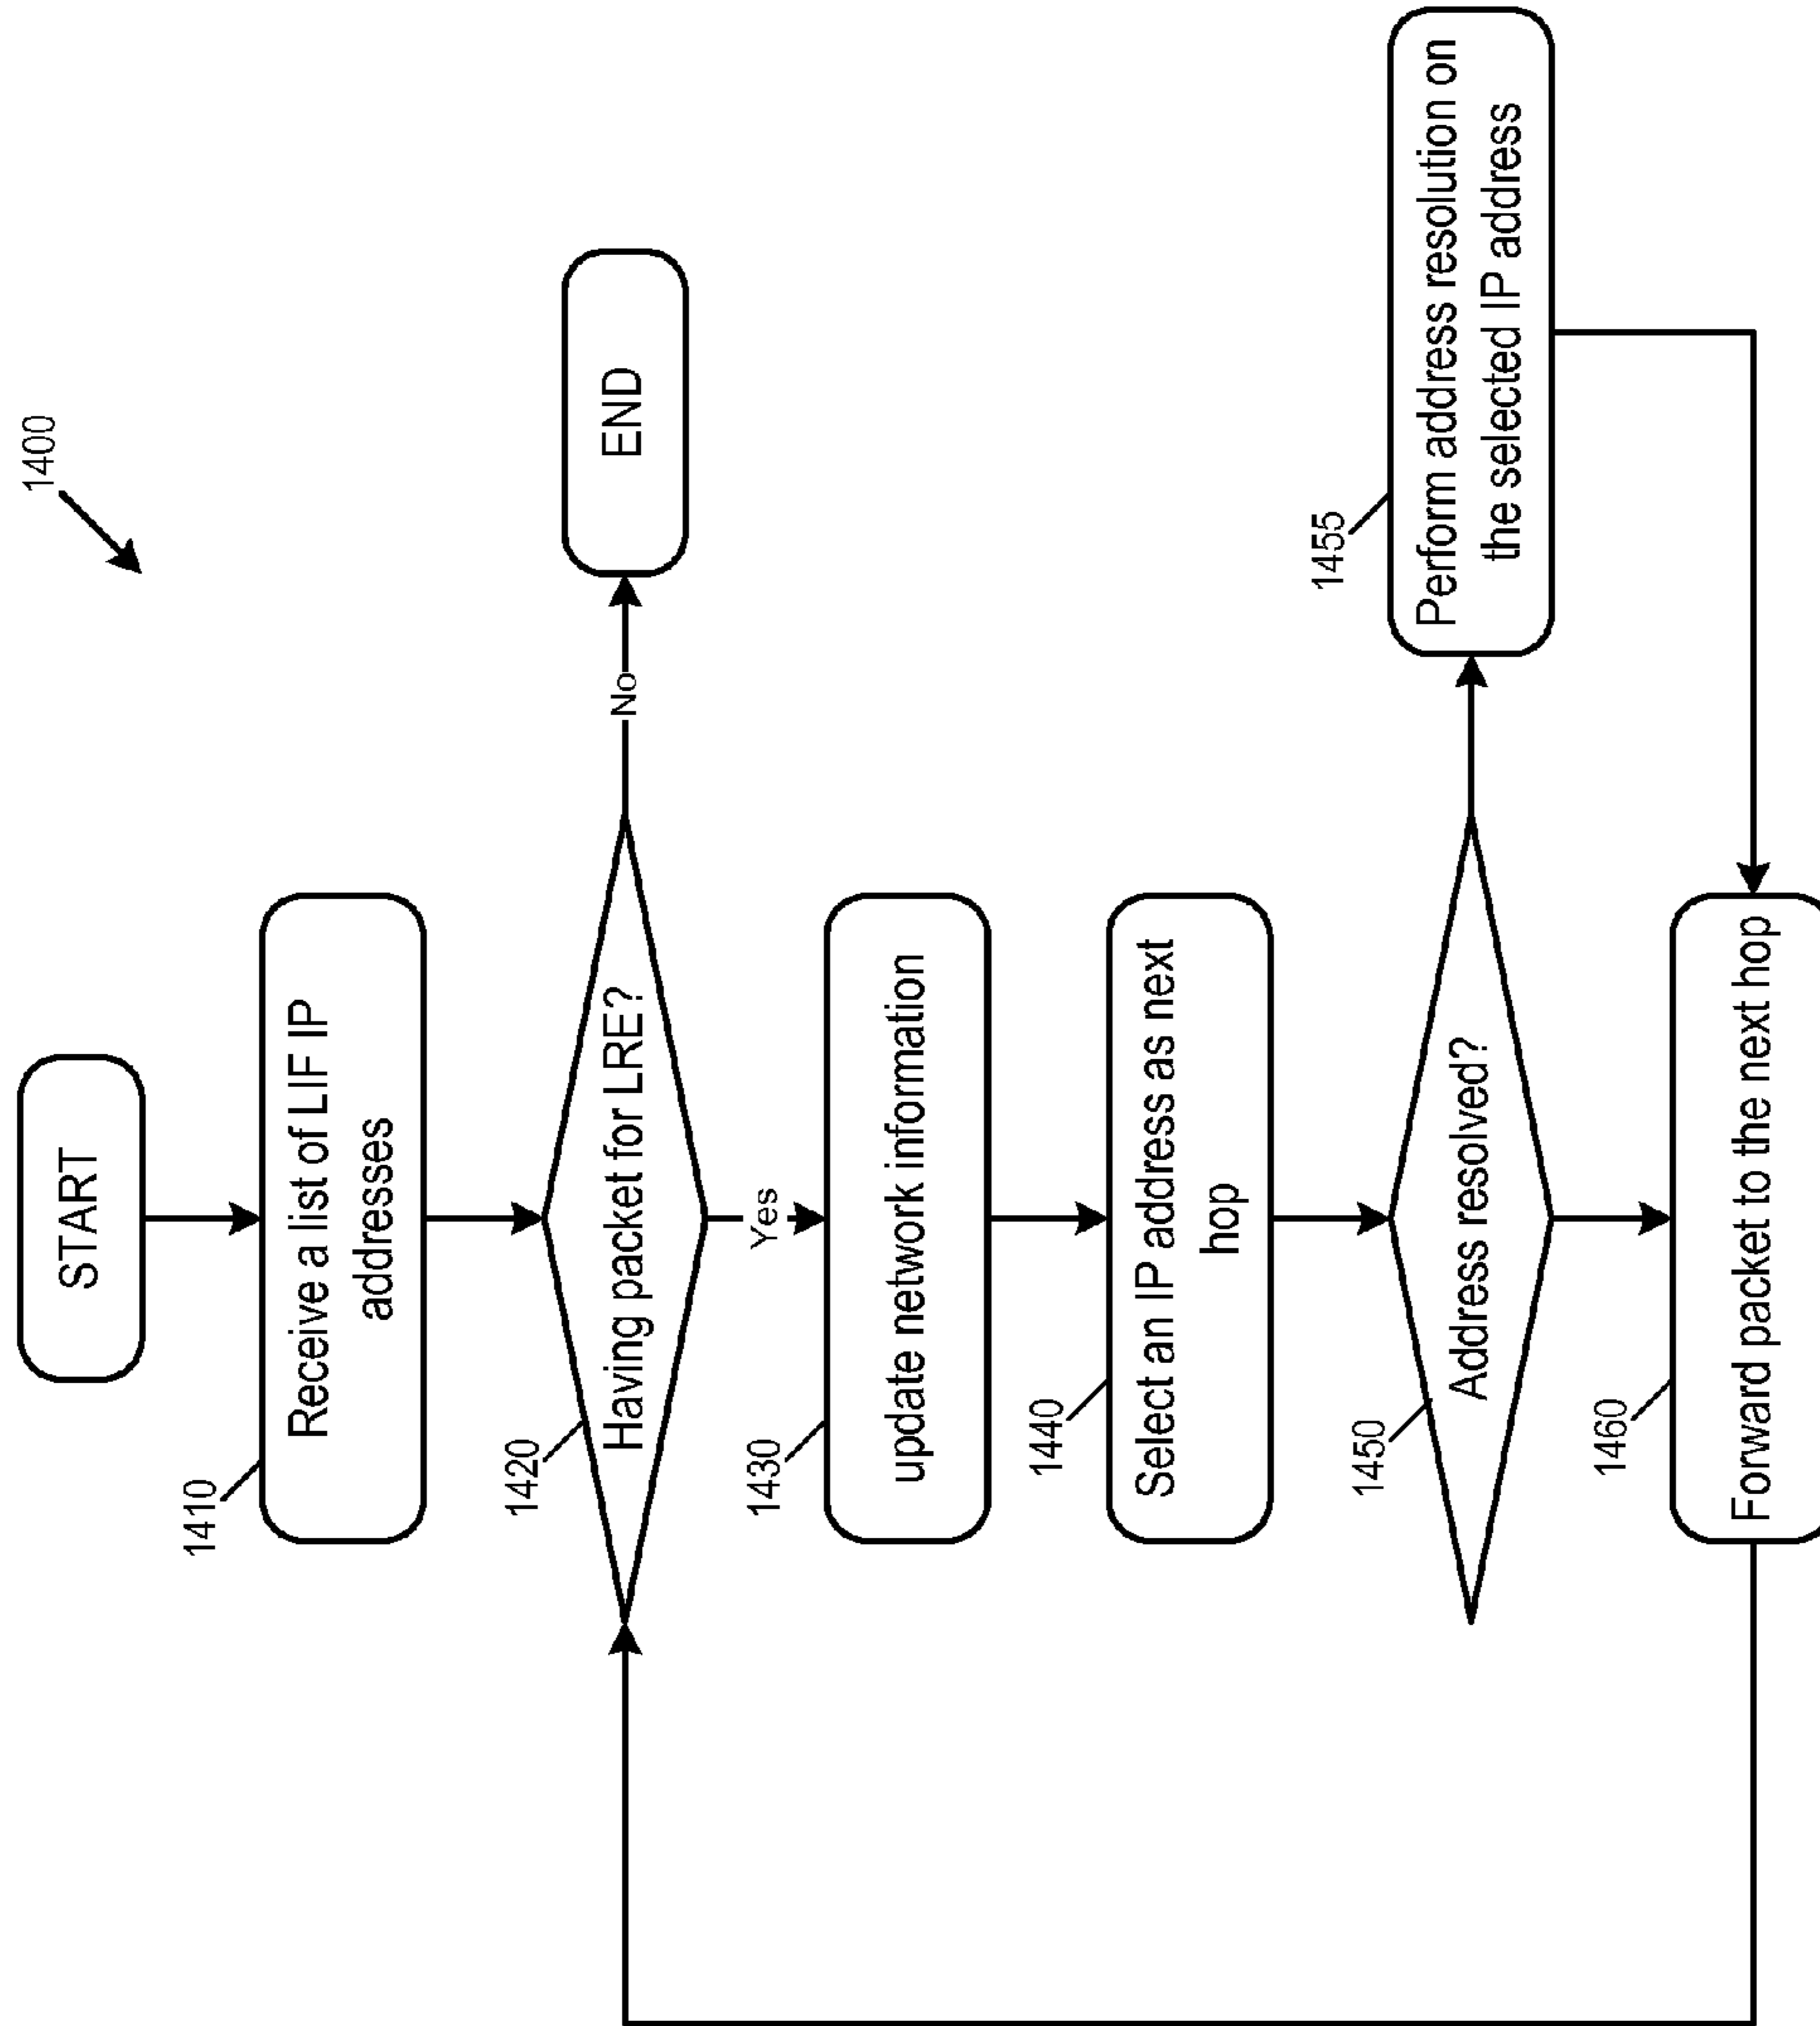 1400
START
1410
Receive a list of LIF IP
addresses
1420
Having packet for LRE?
No
END
Yes
1430
update network information
1440
Select an IP address as next
hop
1450
Address resolved?
1455
Perform address resolution on
the selected IP address
1460
Forward packet to the next hop